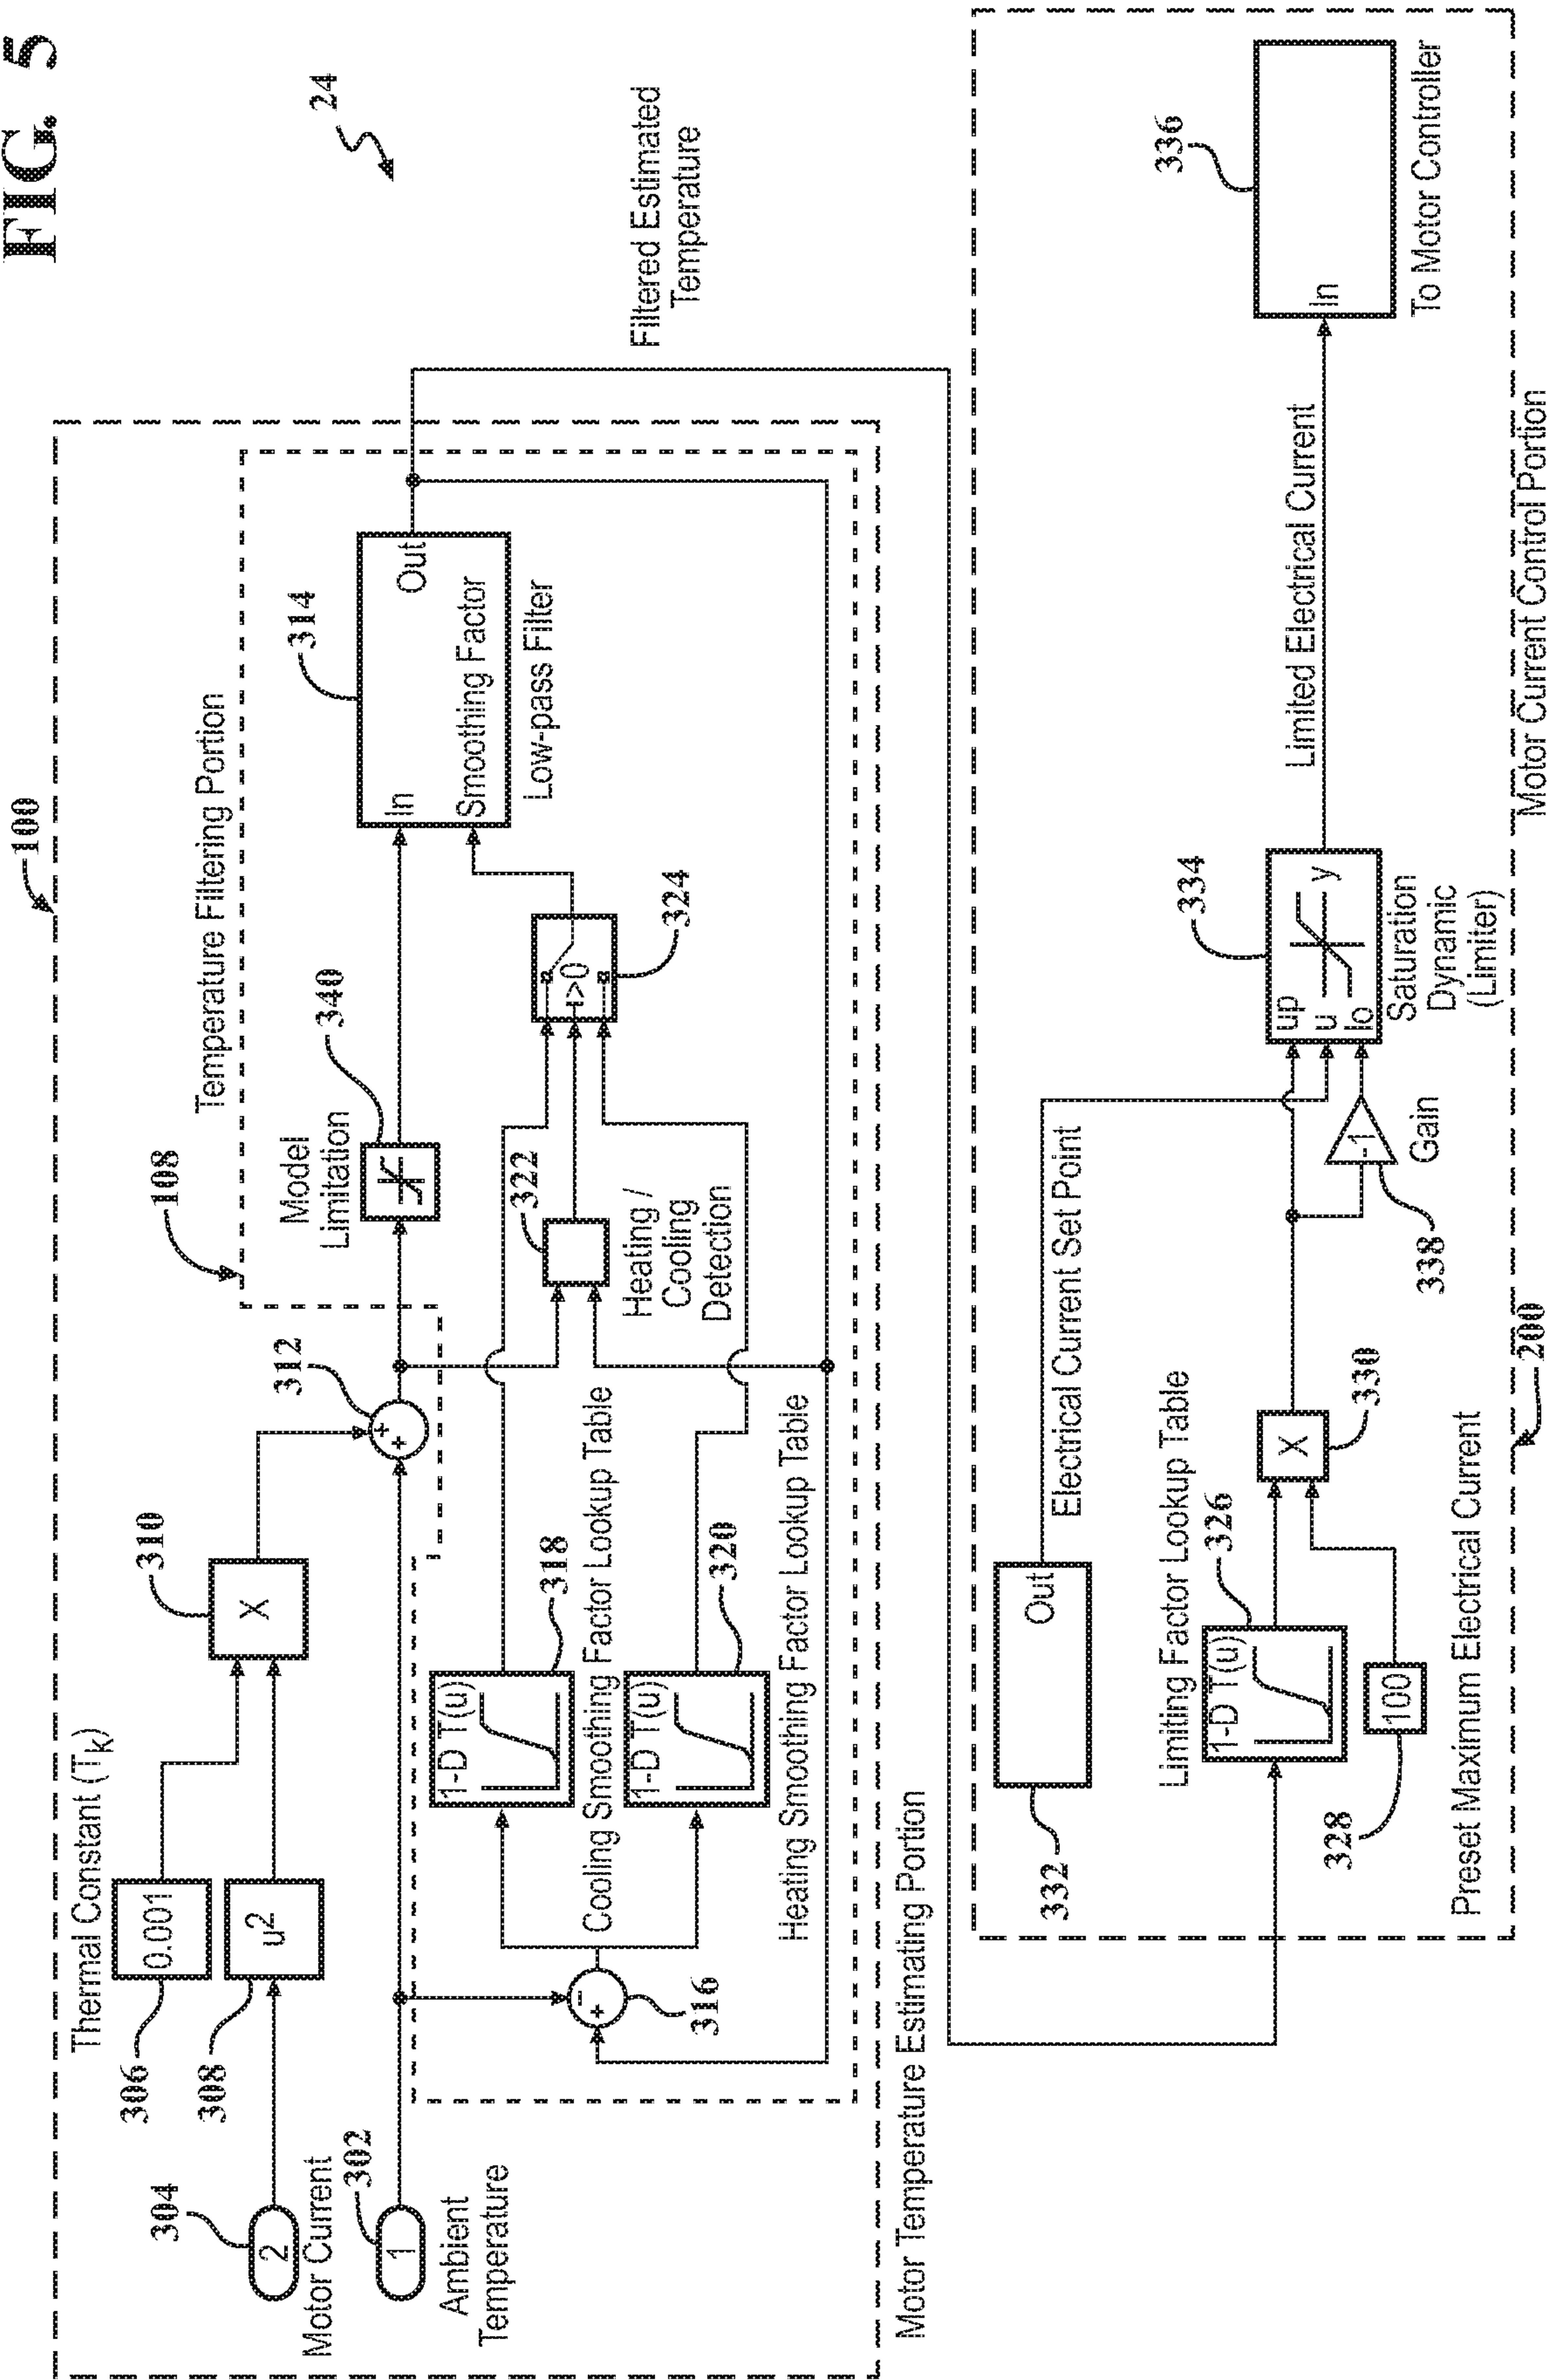 FIG. 5
24
100
Thermal Constant (Tk)
306
0.001
308
u2
310
X
304
2
Motor Current
302
1
Ambient
Temperature
312
+
+
108
Temperature Filtering Portion
Model
Limitation
340
314
In
Out
Smoothing Factor
Low-pass Filter
Filtered Estimated
Temperature
316
-
+
1-D T(u)
318
Cooling Smoothing Factor Lookup Table
1-D T(u)
320
Heating Smoothing Factor Lookup Table
322
Heating /
Cooling
Detection
324
Motor Temperature Estimating Portion
332
Out
Electrical Current Set Point
Limiting Factor Lookup Table
1-D T(u)
326
328
100
Preset Maximum Electrical Current
X
330
200
338
-1
Gain
334
up
u
lo
y
Saturation
Dynamic
(Limiter)
Limited Electrical Current
336
In
To Motor Controller
Motor Current Control Portion